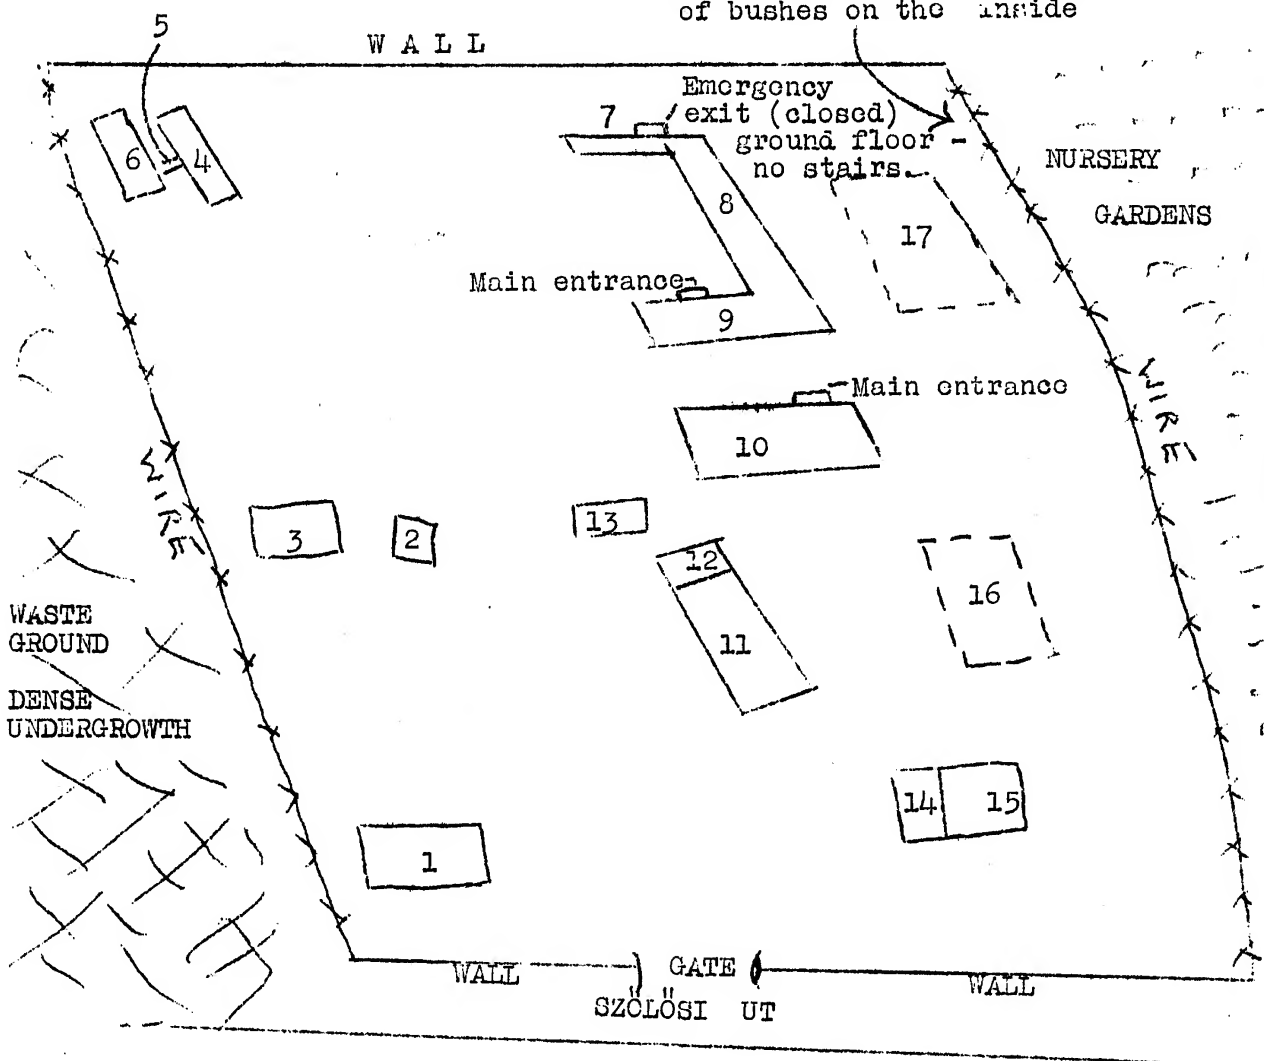 of bushes on the inside
5
WALL
Emergency
7 exit (closed)
ground floor
no stairs.
6
4
NURSERY
GARDENS
8
17
Main entrance
9
Main entrance
10
WIRE
WIRE
3
2
13
12
16
11
WASTE
GROUND
DENSE
UNDERGROWTH
14
15
1
WALL
GATE
WALL
SZŐLŐSI UT